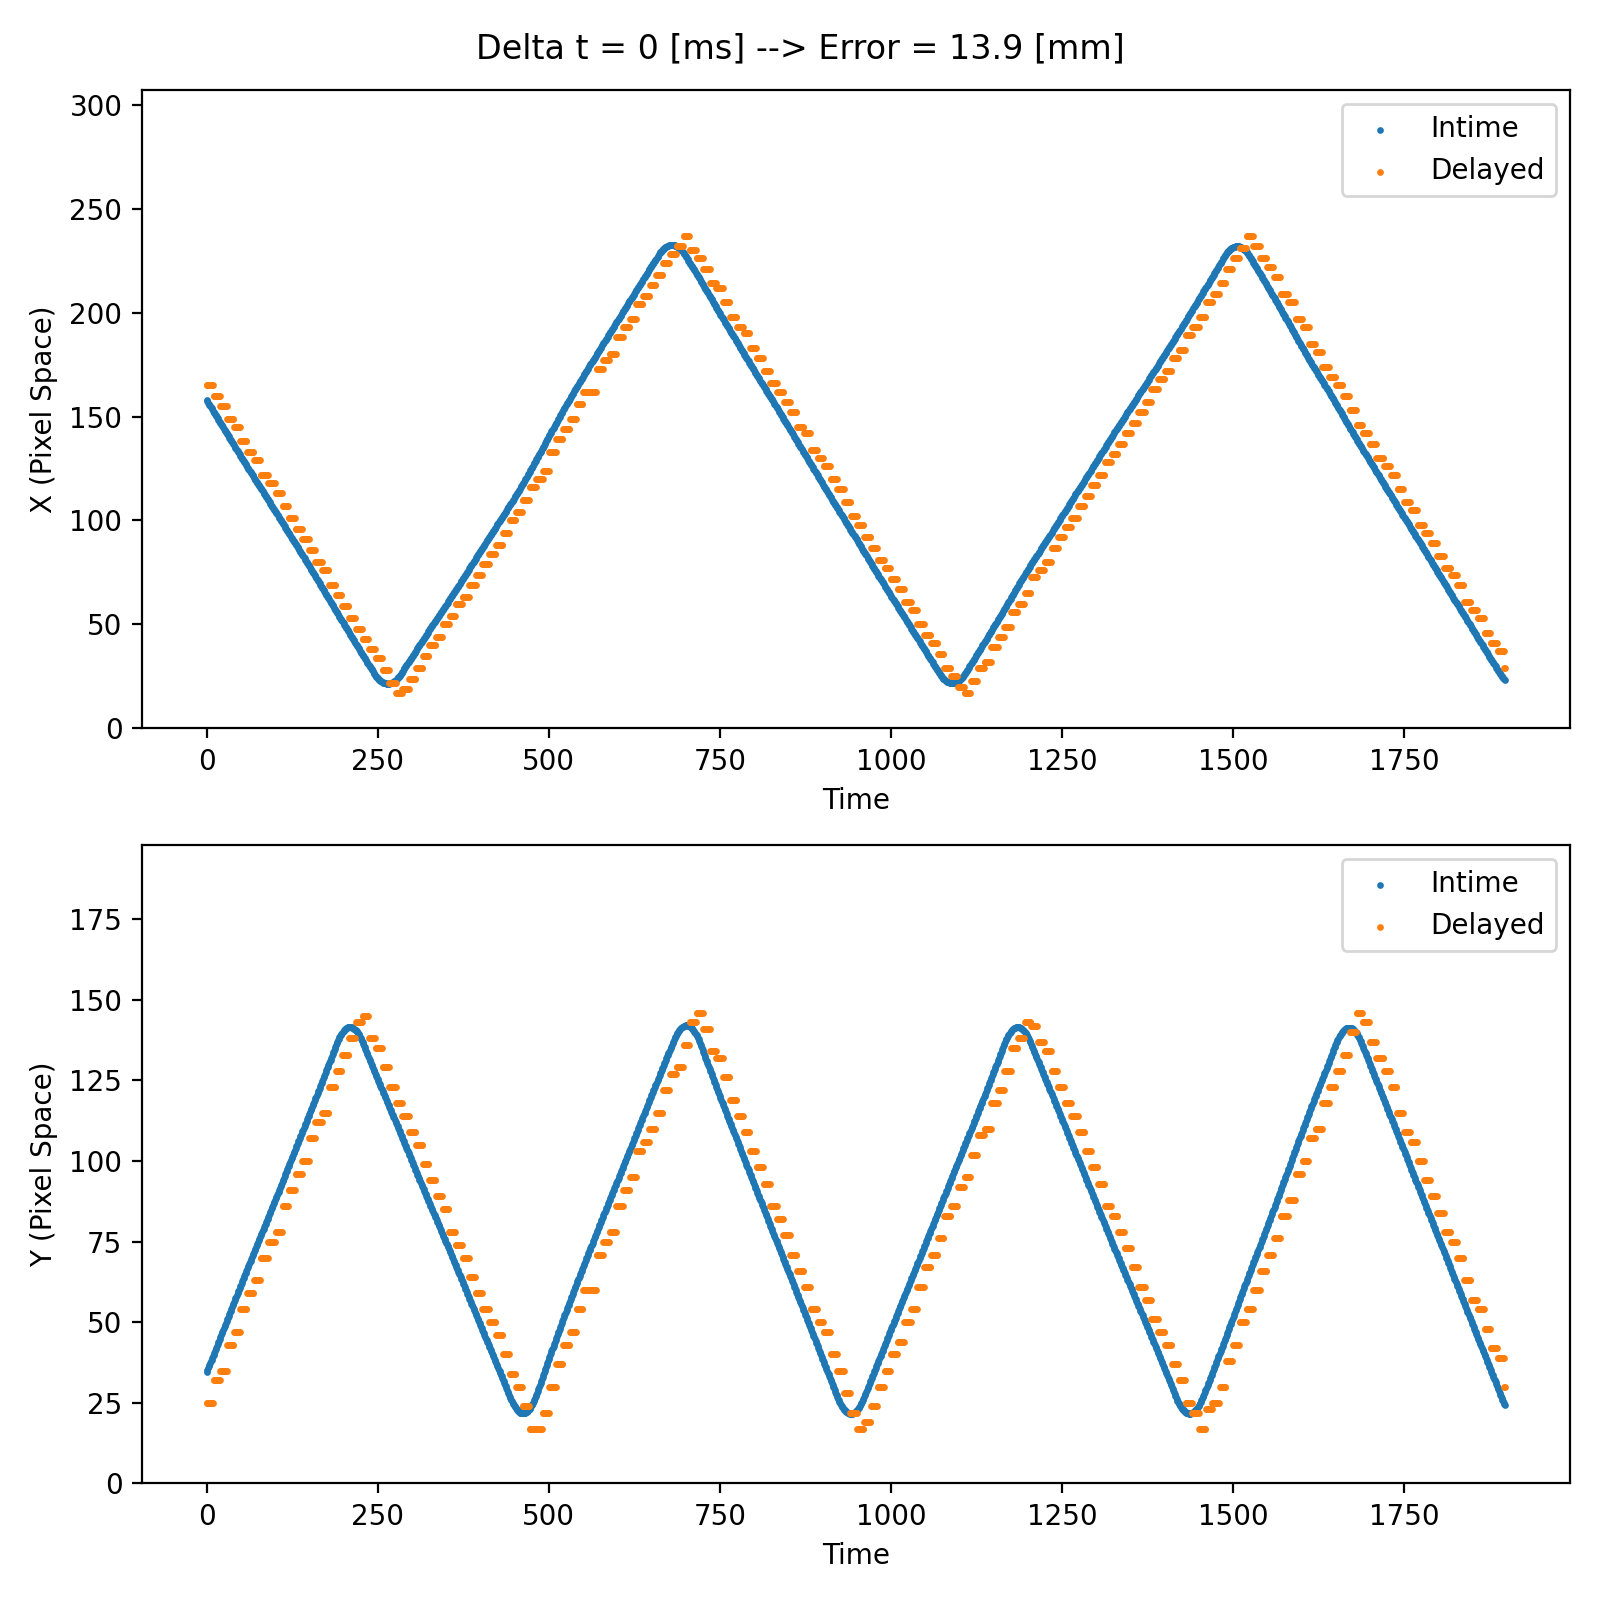 Delta t = 0 [ms] --> Error = 13.9 [mm]
300
250
200
150
100
50
0
X (Pixel Space)
Intime
Delayed
0 250 500 750 1000 1250 1500 1750
Time
175
150
125
100
75
50
25
0
Y (Pixel Space)
Intime
Delayed
0 250 500 750 1000 1250 1500 1750
Time